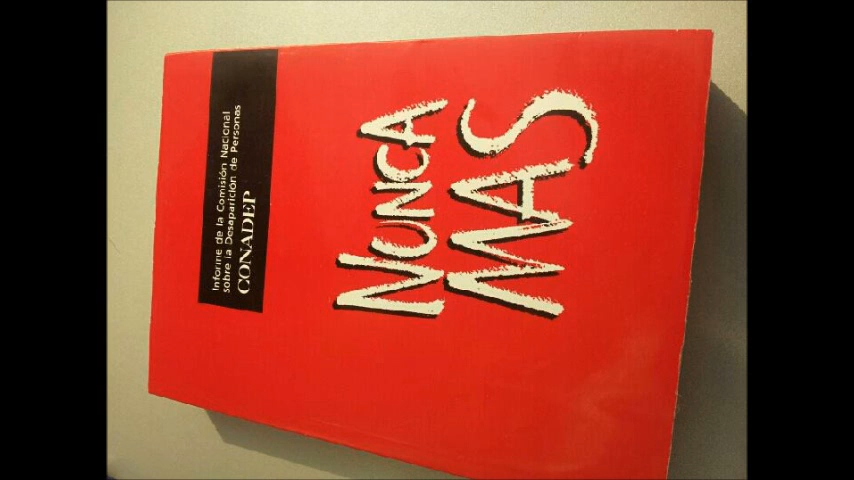 Informe de la Comisión Nacional
sobre la Desaparición de Personas
CONADEP
NUNCA
MAS